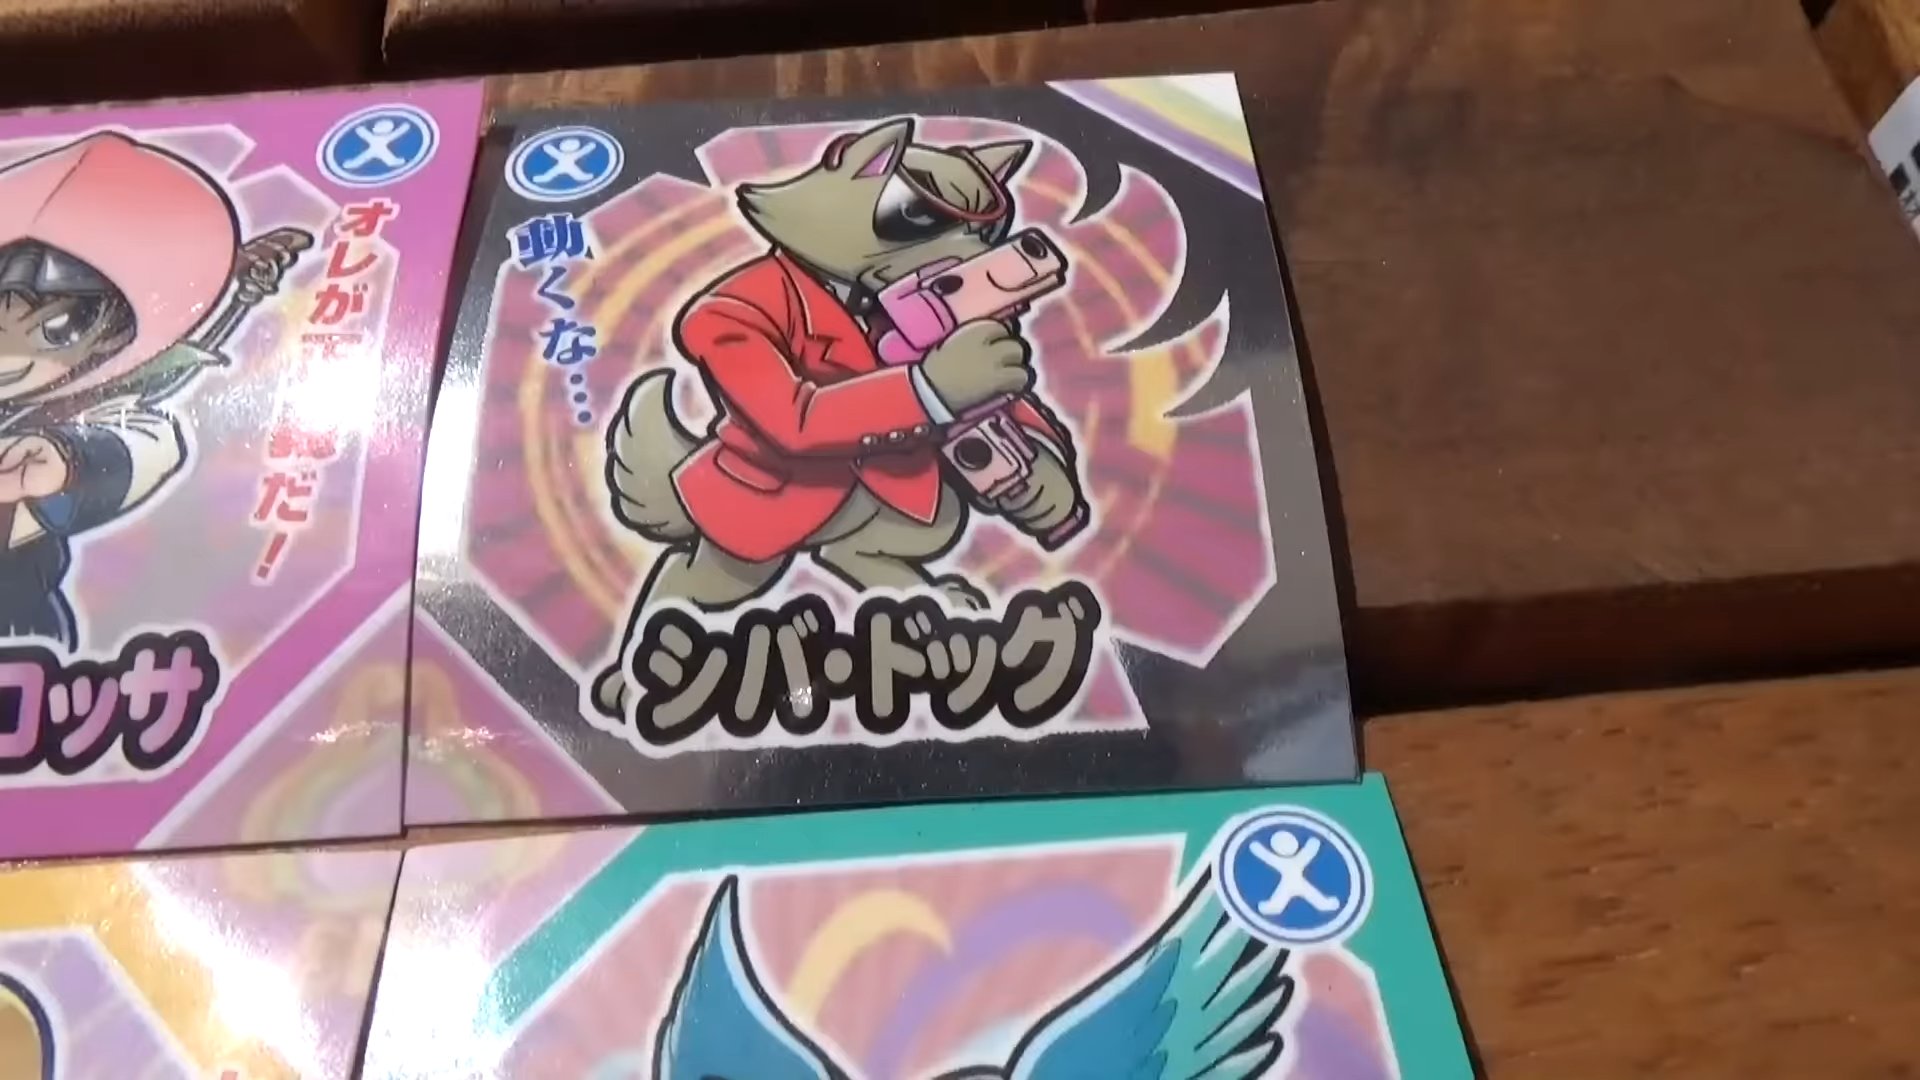 オレが
だ!
ロッサ
動くな…
シバ・ドッグ